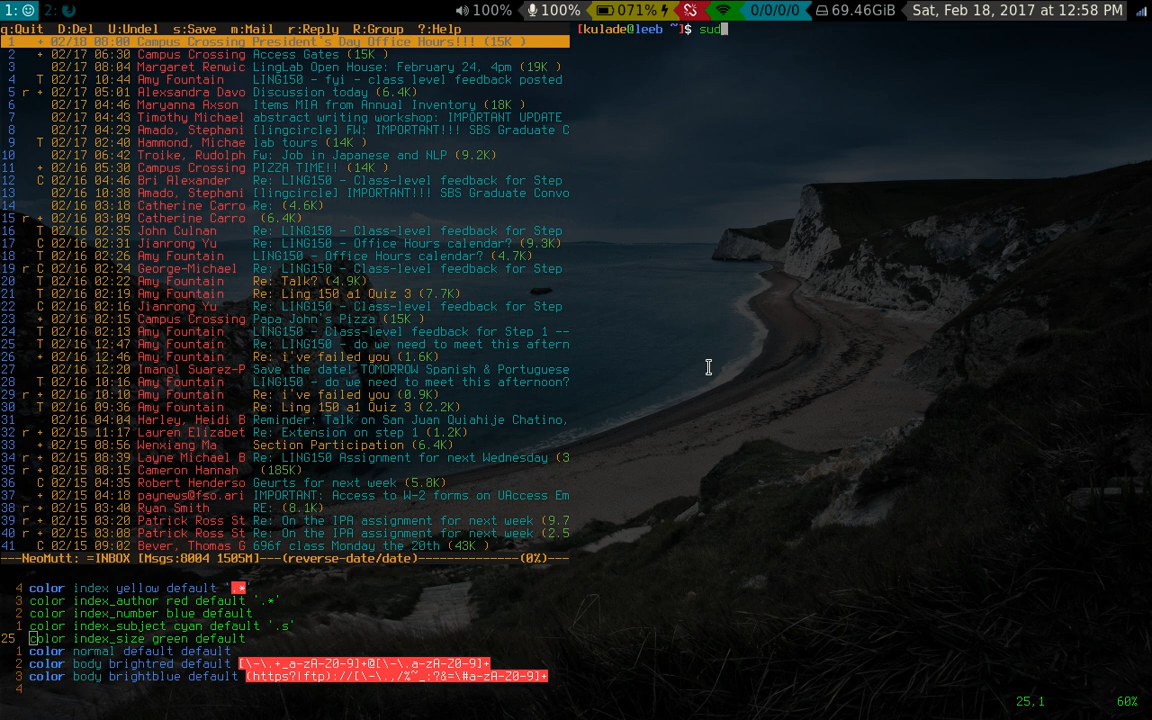 1: 2: 100% 100% 071% 0/0/0/0 69.46GiB Sat, Feb 18, 2017 at 12:58 PM
q:Quit d:Del U:Undel s:Save m:Mail r:Reply R:Group ?:Help
[kulade@leeb ~]$ sud
1 + 02/18 08:00 Campus Crossing President's Day Office Hours!!! (15K )
2 + 02/17 06:30 Campus Crossing Access Gates (15K )
3 02/17 08:04 Margaret Renwic LingLab Open House: February 24, 4pm (19K )
4 T 02/17 10:44 Amy Fountain LING150 - fyi - class level feedback posted
5 r + 02/17 05:01 Alexsandra Davo Discussion today (6.4K)
6 02/17 04:46 Maryanna Axson Items MIA from Annual Inventory (18K )
7 02/17 04:43 Timothy Michael abstract writing workshop: IMPORTANT UPDATE
8 02/17 04:29 Amado, Stephani [lingcircle] FW: IMPORTANT!!! SBS Graduate C
9 T 02/17 02:40 Hammond, Michae lab tours (14K )
10 02/17 06:42 Troike, Rudolph Fw: Job in Japanese and NLP (9.2K)
11 + 02/16 05:30 Campus Crossing PIZZA TIME!! (14K )
12 C 02/16 04:46 Bri Alexander Re: LING150 - Class-level feedback for Step
13 02/16 10:38 Amado, Stephani [lingcircle] IMPORTANT!!! SBS Graduate Convo
14 02/16 03:18 Catherine Carro Re: (4.6K)
15 r + 02/16 03:09 Catherine Carro (6.4K)
16 T 02/16 02:35 John Culnan Re: LING150 - Class-level feedback for Step
17 C 02/16 02:31 Jianrong Yu Re: LING150 - Office Hours calendar? (9.3K)
18 T 02/16 02:26 Amy Fountain LING150 - Office Hours calendar? (4.7K)
19 r C 02/16 02:24 George-Michael Re: LING150 - Class-level feedback for Step
20 T 02/16 02:22 Amy Fountain Re: Talk? (4.9K)
21 T 02/16 02:19 Amy Fountain Re: Ling 150 a1 Quiz 3 (7.7K)
22 C 02/16 02:16 Jianrong Yu Re: LING150 - Class-level feedback for Step
23 + 02/16 02:15 Campus Crossing Papa John's Pizza (15K )
24 T 02/16 02:13 Amy Fountain LING150 - Class-level feedback for Step 1 --
25 T 02/16 12:47 Amy Fountain LING150 - do we need to meet this aftern
26 + 02/16 12:46 Amy Fountain Re: i've failed you (1.6K)
27 02/16 12:20 Imanol Suarez-P Save the date! TOMORROW Spanish & Portuguese
28 T 02/16 10:16 Amy Fountain LING150 - do we need to meet this afternoon?
29 r + 02/16 10:10 Amy Fountain Re: i've failed you (0.9K)
30 T 02/16 09:36 Amy Fountain Re: Ling 150 a1 Quiz 3 (2.2K)
31 02/16 04:04 Harley, Heidi B Reminder: Talk on San Juan Quiahije Chatino,
32 r + 02/15 11:17 Lauren Elizabet Re: Extension on step 1 (1.2K)
33 + 02/15 08:56 Wenxiang Ma Section Participation (6.4K)
34 r + 02/15 08:39 Layne Michael B Re: LING150 Assignment for next Wednesday (3
35 r + 02/15 08:15 Cameron Hannah (185K)
36 C 02/15 04:35 Robert Henderso Geurts for next week (5.8K)
37 + 02/15 04:18 paynews@fso.ari IMPORTANT: Access to W-2 forms on UAccess Em
38 r + 02/15 03:40 Ryan Smith RE: (8.1K)
39 r + 02/15 03:20 Patrick Ross St Re: On the IPA assignment for next week (9.7
40 r + 02/15 03:08 Patrick Ross St Re: On the IPA assignment for next week (2.5
41 C 02/15 09:02 Bever, Thomas G 696f class Monday the 20th (43K )
---NeoMutt: =INBOX [Msgs:8004 1505M]---(reverse-date/date)--------------(0%)---
4 color index yellow default '.*'
3 color index_author red default '.*'
2 color index_number blue default
1 color index_subject cyan default '.s'
25 color index_size green default
1 color normal default default
2 color body brightred default [\-\.+_a-zA-Z0-9]+@[\-\.a-zA-Z0-9]+
3 color body brightblue default (https?|ftp)://[\-\.,/%~_:?&=\#a-zA-Z0-9]+
4
25,1 60%